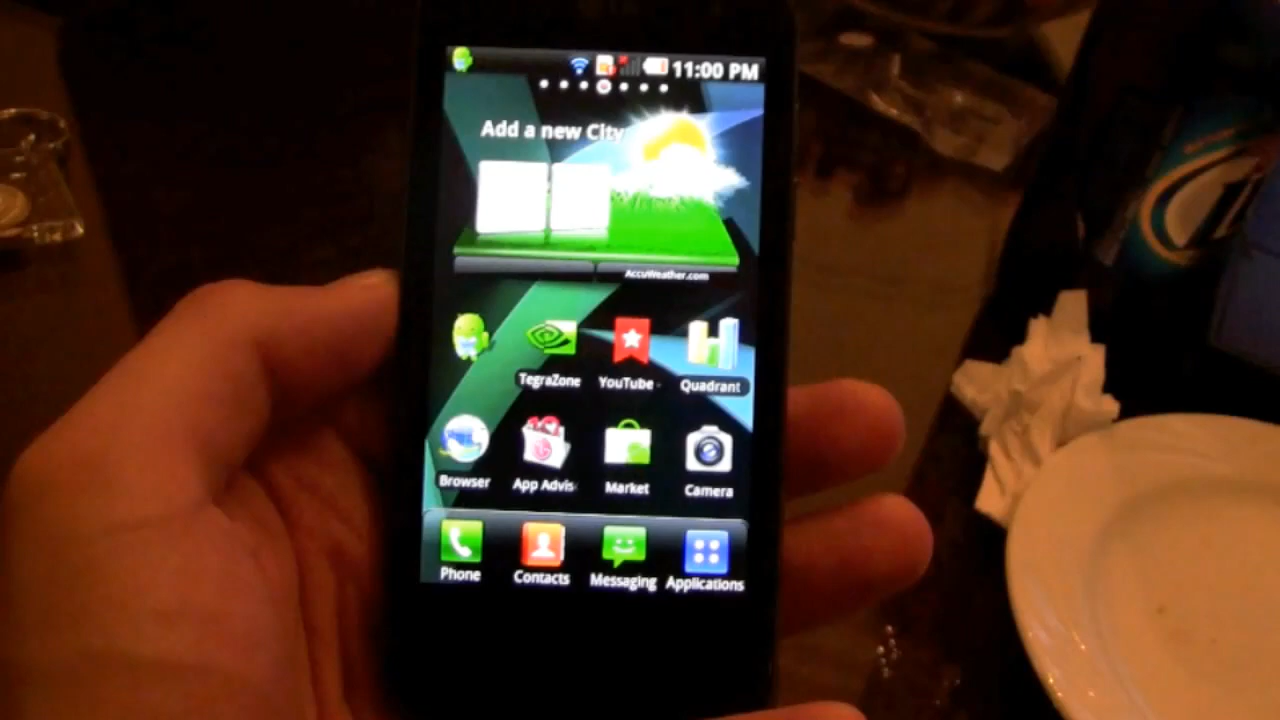 11:00 PM
Add a new City
AccuWeather.com
TegraZone YouTube Quadrant
Browser App Advis Market Camera
Phone Contacts Messaging Applications